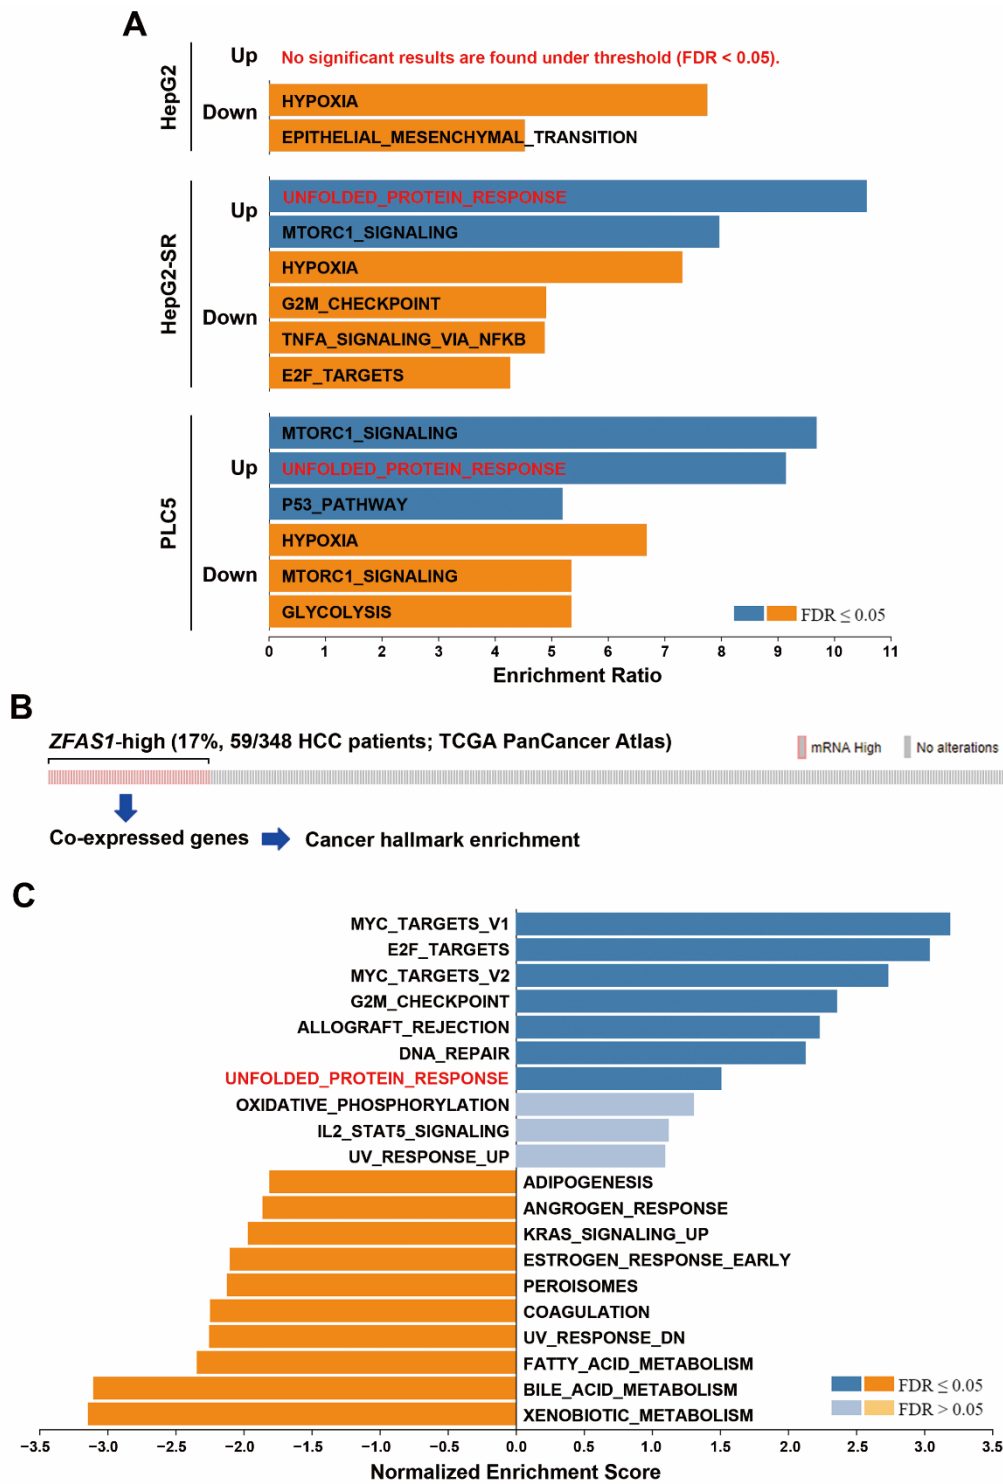 A
HepG2
Up
No significant results are found under threshold (FDR < 0.05).
Down
HYPOXIA
EPITHELIAL_MESENCHYMAL_TRANSITION
HepG2-SR
Up
UNFOLDED_PROTEIN_RESPONSE
MTORC1_SIGNALING
Down
HYPOXIA
G2M_CHECKPOINT
TNFA_SIGNALING_VIA_NFKB
E2F_TARGETS
PLC5
Up
MTORC1_SIGNALING
UNFOLDED_PROTEIN_RESPONSE
P53_PATHWAY
Down
HYPOXIA
MTORC1_SIGNALING
GLYCOLYSIS
FDR ≤ 0.05
0 1 2 3 4 5 6 7 8 9 10 11
Enrichment Ratio
B
ZFAS1-high (17%, 59/348 HCC patients; TCGA PanCancer Atlas)
mRNA High No alterations
Co-expressed genes Cancer hallmark enrichment
C
MYC_TARGETS_V1
E2F_TARGETS
MYC_TARGETS_V2
G2M_CHECKPOINT
ALLOGRAFT_REJECTION
DNA_REPAIR
UNFOLDED_PROTEIN_RESPONSE
OXIDATIVE_PHOSPHORYLATION
IL2_STAT5_SIGNALING
UV_RESPONSE_UP
ADIPOGENESIS
ANGROGEN_RESPONSE
KRAS_SIGNALING_UP
ESTROGEN_RESPONSE_EARLY
PEROISOMES
COAGULATION
UV_RESPONSE_DN
FATTY_ACID_METABOLISM
BILE_ACID_METABOLISM
XENOBIOTIC_METABOLISM
FDR ≤ 0.05
FDR > 0.05
−3.5 −3.0 −2.5 −2.0 −1.5 −1.0 −0.5 0.0 0.5 1.0 1.5 2.0 2.5 3.0 3.5
Normalized Enrichment Score